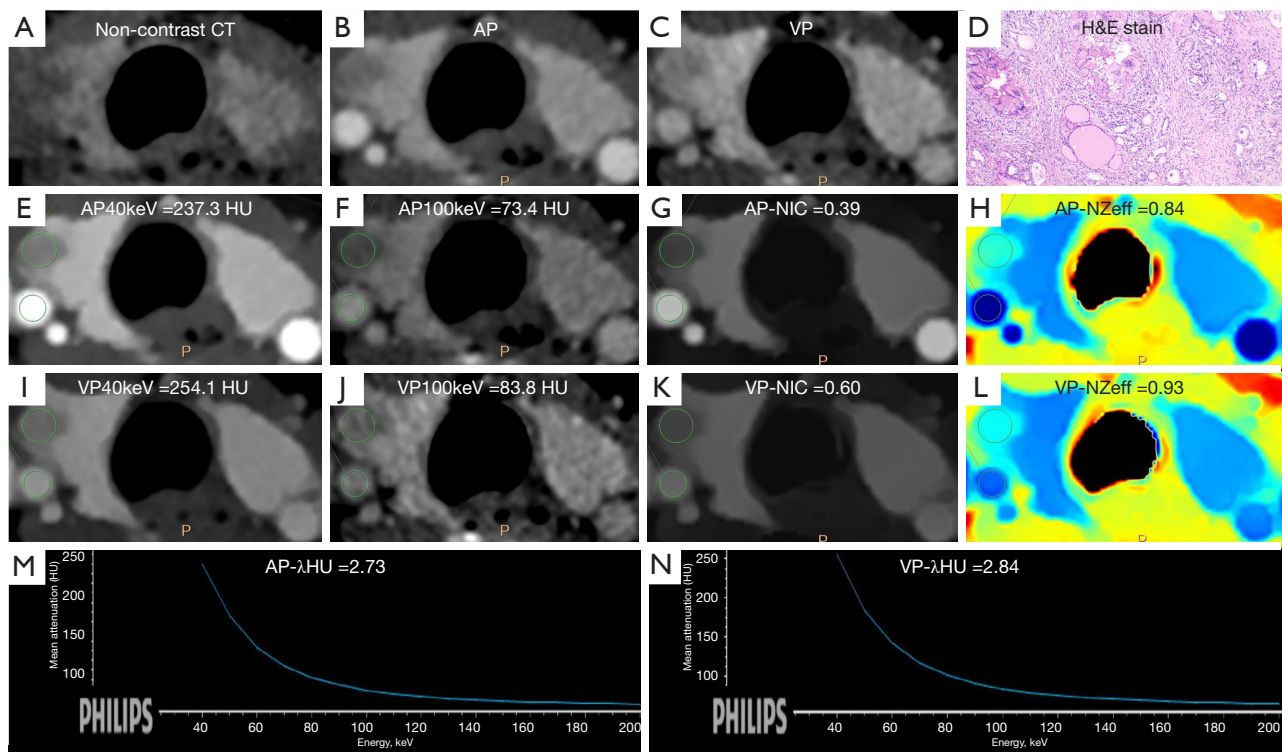 A
Non-contrast CT
B
AP
P
C
VP
P
D
H&E stain
E
AP40keV =237.3 HU
P
F
AP100keV =73.4 HU
P
G
AP-NIC =0.39
P
H
AP-NZeff =0.84
P
I
VP40keV =254.1 HU
P
J
VP100keV =83.8 HU
P
K
VP-NIC =0.60
P
L
VP-NZeff =0.93
P
M
AP-λHU =2.73
Mean attenuation (HU)
250
200
150
100
PHILIPS
40 60 80 100 120 140 160 180 200
Energy, keV
N
VP-λHU =2.84
Mean attenuation (HU)
250
200
150
100
PHILIPS
40 60 80 100 120 140 160 180 200
Energy, keV